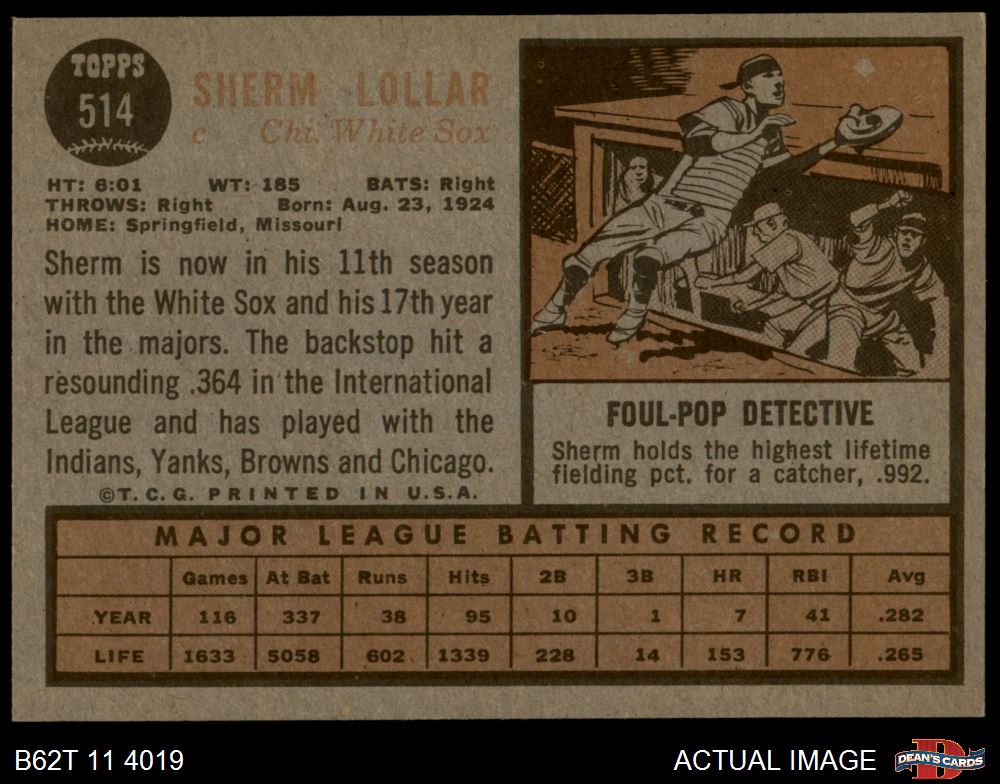 TOPPS
514
SHERM LOLLAR
c Chi. White Sox
HT: 6:01 WT: 185 BATS: Right
THROWS: Right Born: Aug. 23, 1924
HOME: Springfield, Missouri
Sherm is now in his 11th season
with the White Sox and his 17th year
in the majors. The backstop hit a
resounding .364 in the International
League and has played with the
Indians, Yanks, Browns and Chicago.
©T.C.G. PRINTED IN U.S.A.
FOUL-POP DETECTIVE
Sherm holds the highest lifetime
fielding pct. for a catcher, .992.
MAJOR LEAGUE BATTING RECORD
Games At Bat Runs Hits 2B 3B HR RBI Avg
YEAR 116 337 38 95 10 1 7 41 .282
LIFE 1633 5058 602 1339 228 14 153 776 .265
B62T 11 4019 ACTUAL IMAGE D DEAN'S CARDS